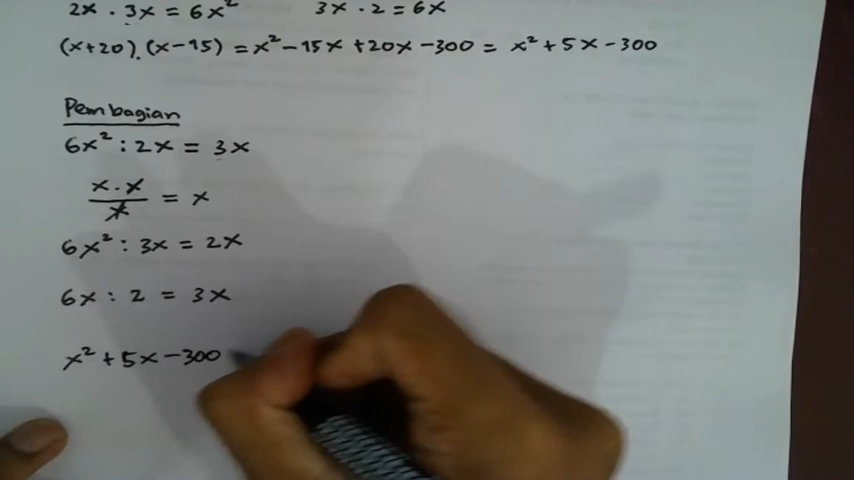 2x . 3x = 6x² 3x . 2 = 6x
(x+20).(x-15) = x² - 15x + 20x - 300 = x² + 5x - 300
Pembagian
6x² : 2x = 3x
x . x
x = x
6x² : 3x = 2x
6x : 2 = 3x
x² + 5x - 300